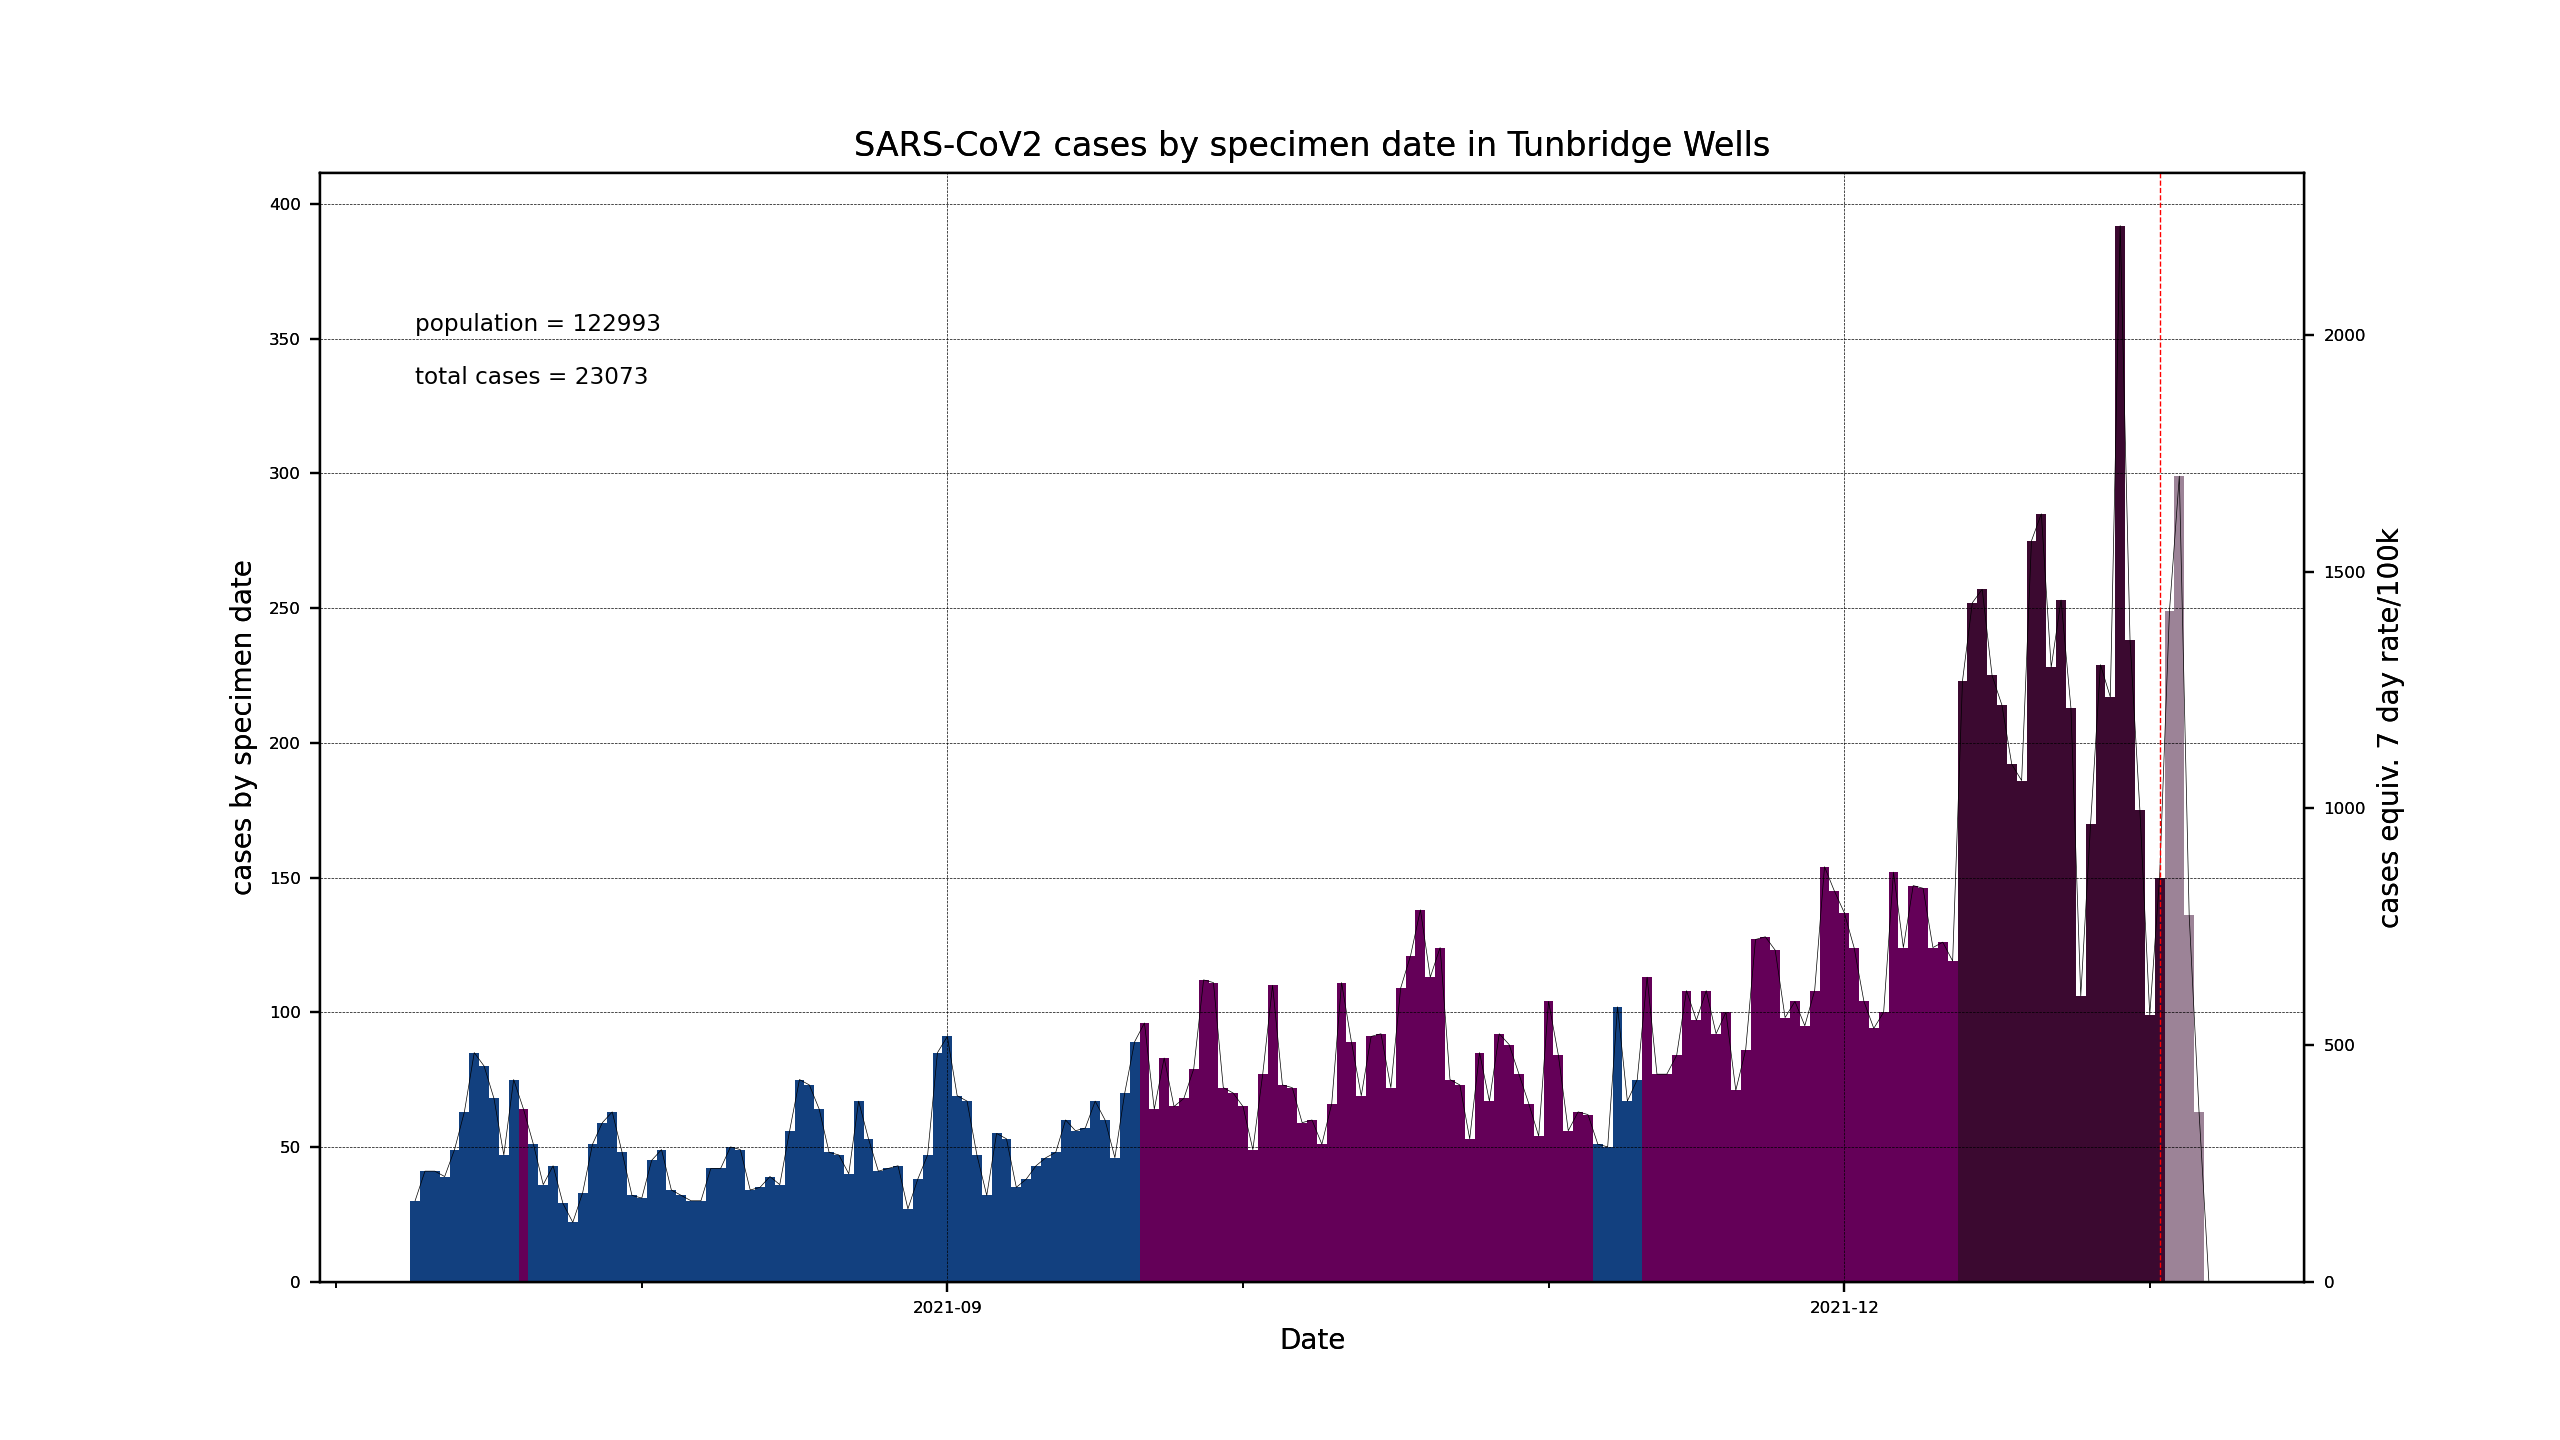 SARS-CoV2 cases by specimen date in Tunbridge Wells
population = 122993
total cases = 23073
cases by specimen date
400
350
300
250
200
150
100
50
0
2000
1500
1000
500
0
cases equiv. 7 day rate/100k
2021-09
2021-12
Date